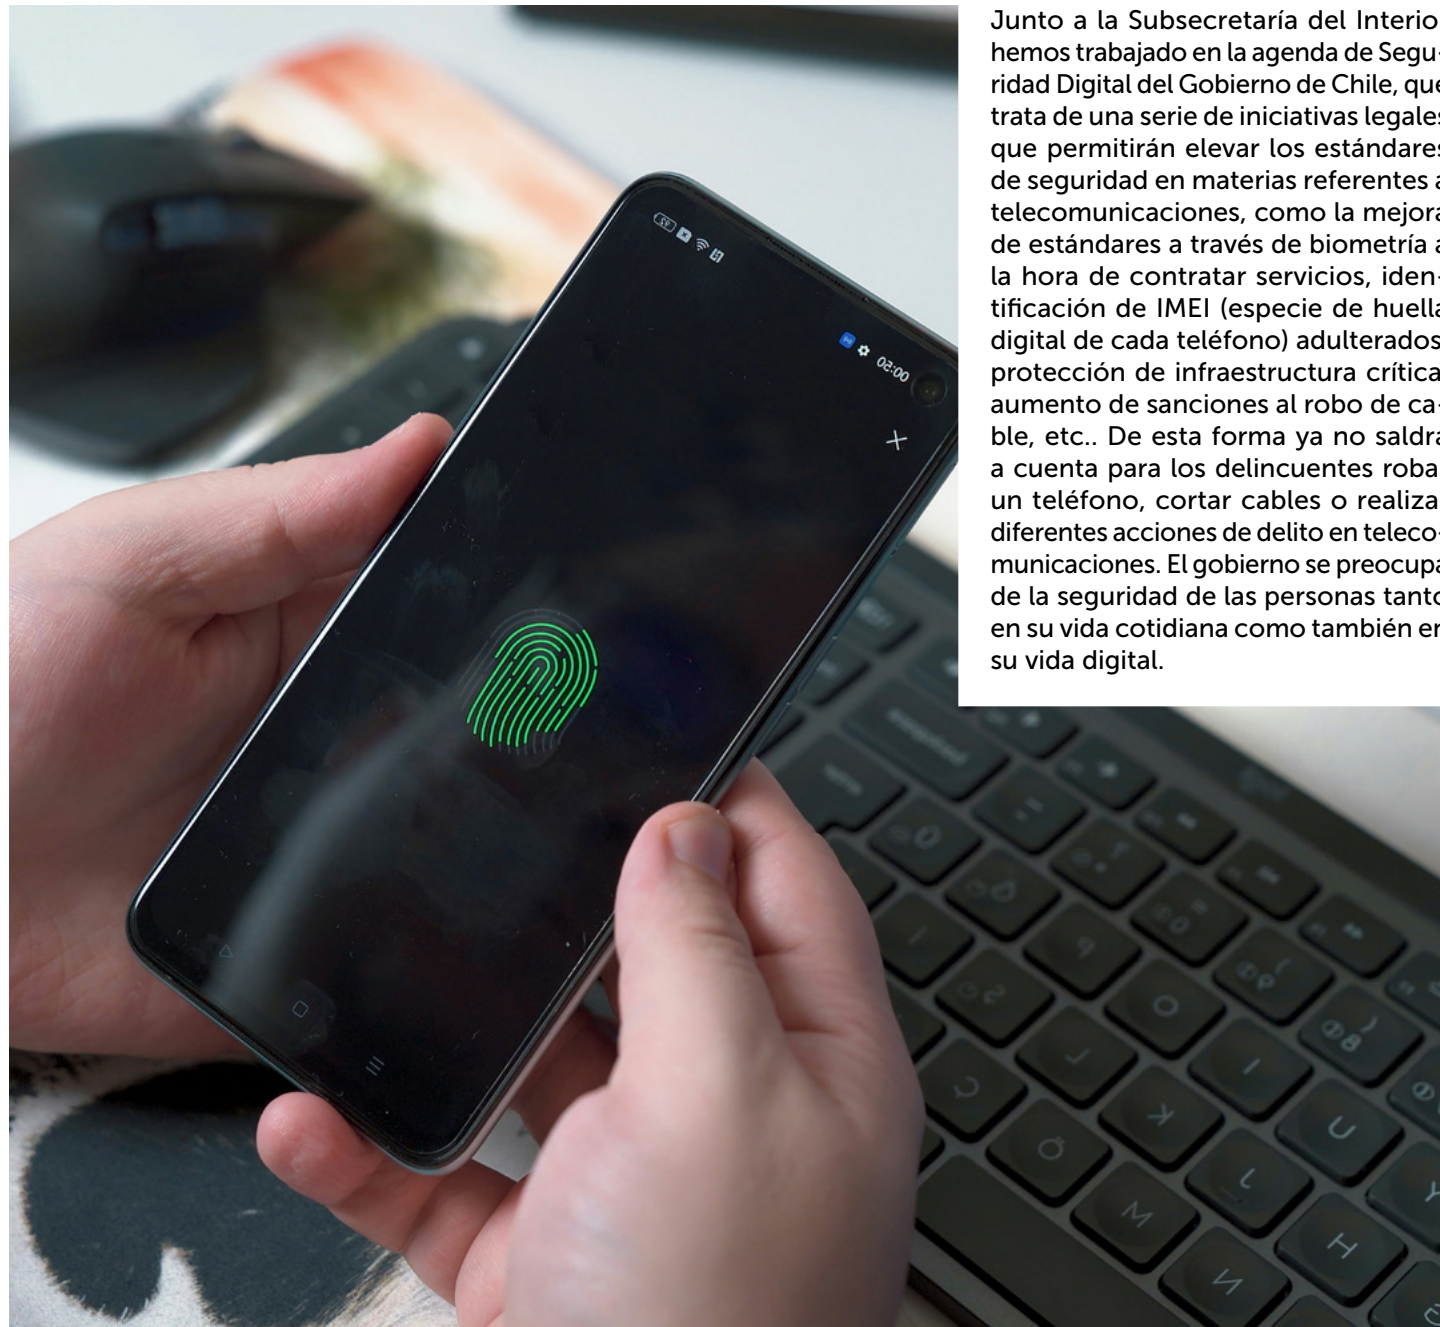 Junto a la Subsecretaría del Interio
hemos trabajado en la agenda de Segu-
ridad Digital del Gobierno de Chile, que
trata de una serie de iniciativas legales
que permitirán elevar los estándares
de seguridad en materias referentes a
telecomunicaciones, como la mejora
de estándares a través de biometría a
la hora de contratar servicios, iden-
tificación de IMEI (especie de huella
digital de cada teléfono) adulterados
protección de infraestructura crítica
aumento de sanciones al robo de ca-
ble, etc.. De esta forma ya no saldrá
a cuenta para los delincuentes roba
un teléfono, cortar cables o realiza
diferentes acciones de delito en teleco-
municaciones. El gobierno se preocupa
de la seguridad de las personas tanto
en su vida cotidiana como también en
su vida digital.